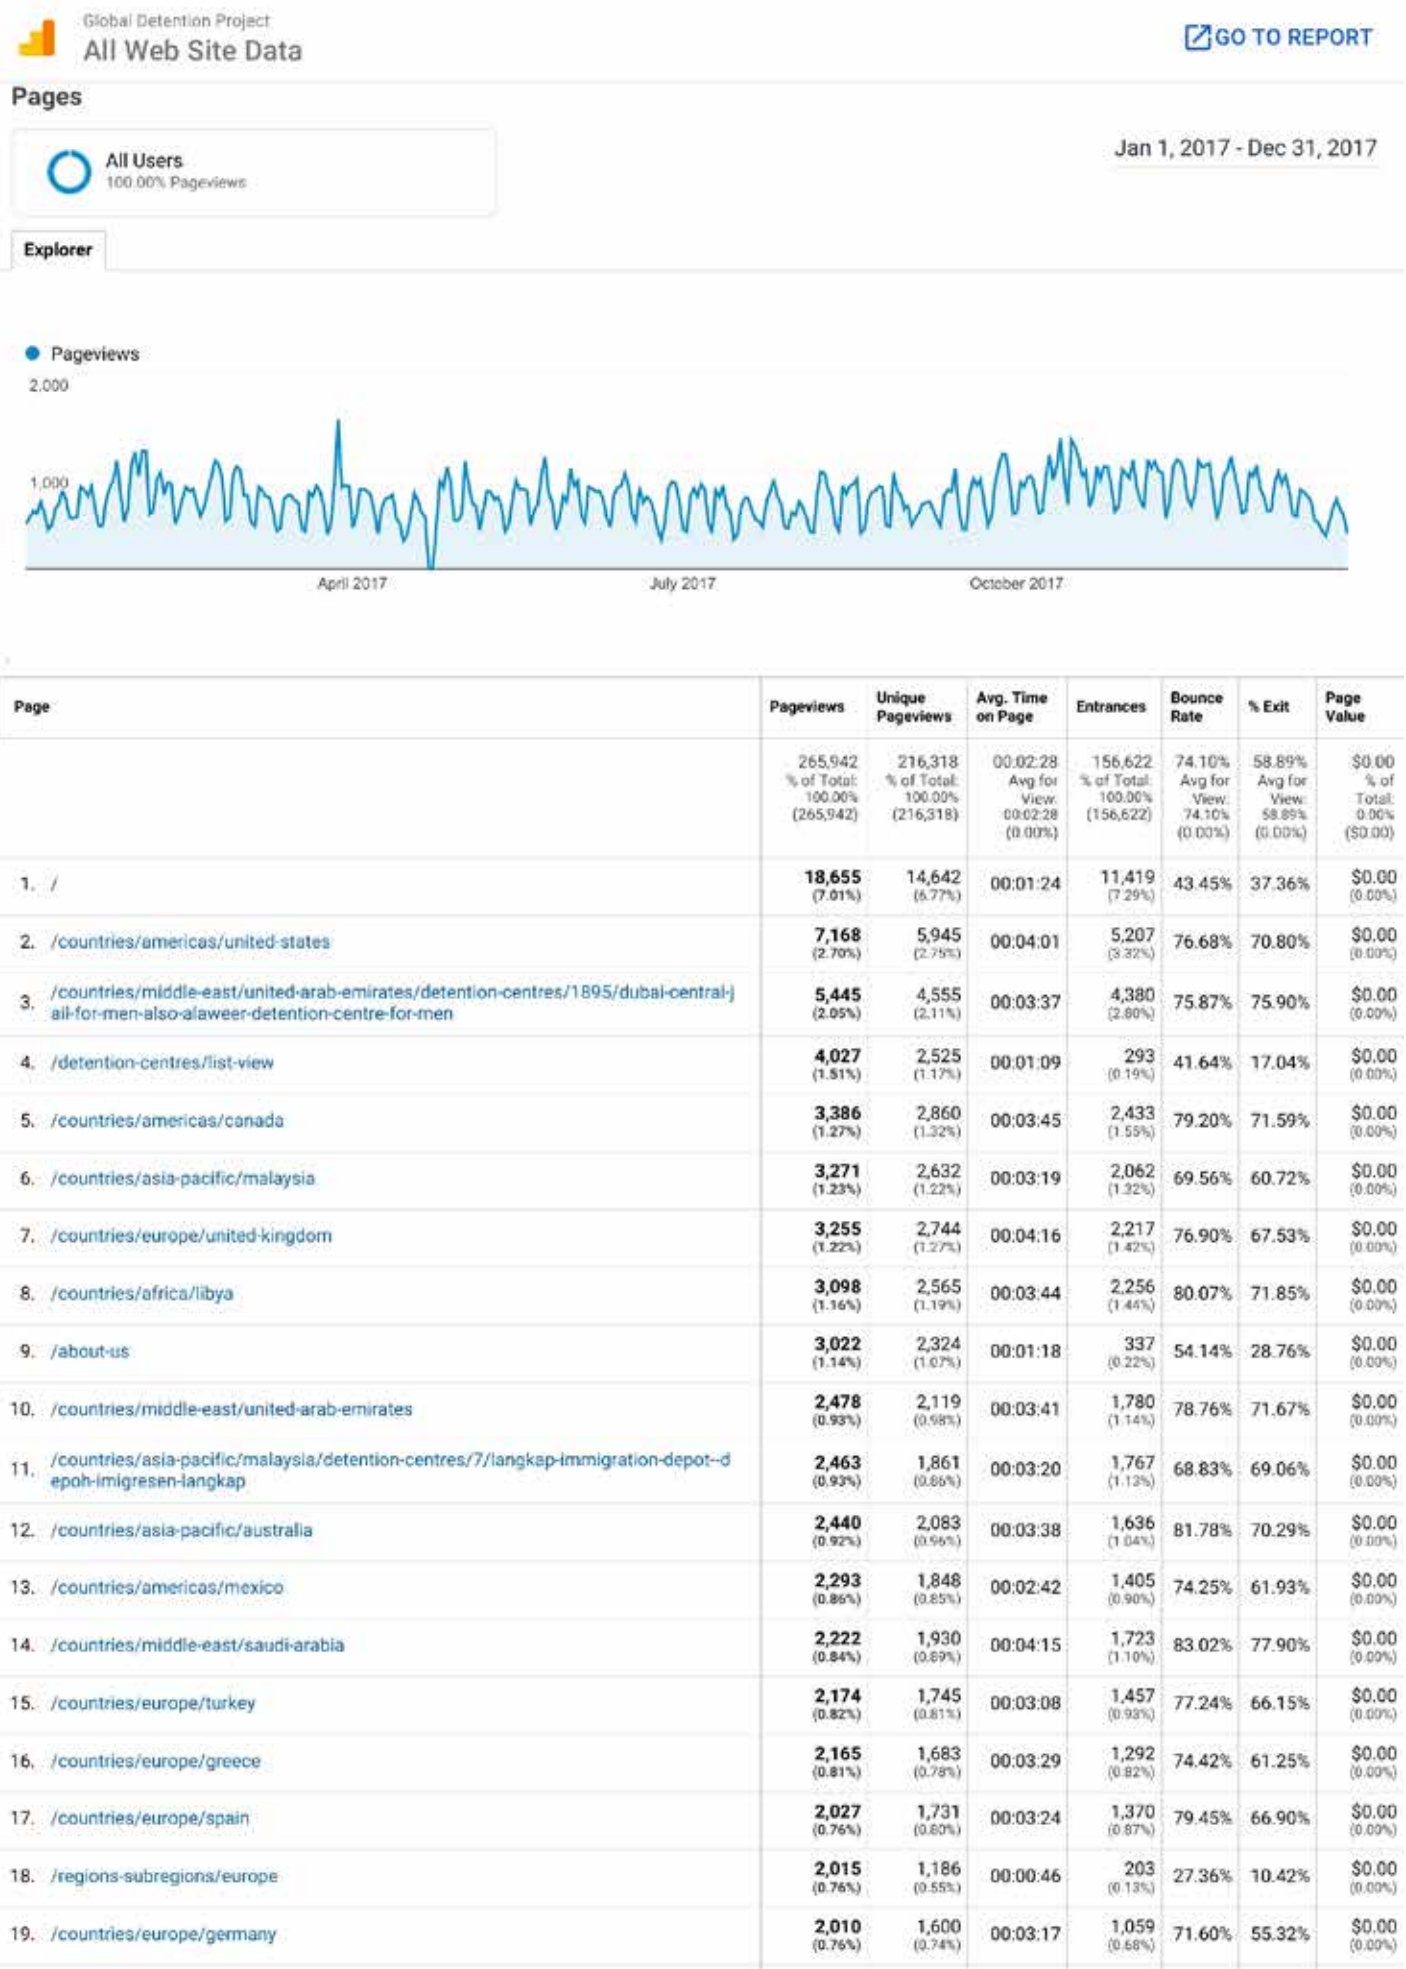 Global Detention Project
All Web Site Data
GO TO REPORT
Pages
All Users
100.00% Pageviews
Jan 1, 2017 - Dec 31, 2017
Explorer
Pageviews
2,000
1,000
April 2017 July 2017 October 2017
Page Pageviews Unique Pageviews Avg. Time on Page Entrances Bounce Rate % Exit Page Value
265,942 216,318 00:02:28 156,622 74.10% 58.89% $0.00
% of Total: % of Total: Avg for % of Total: Avg for Avg for % of
100.00% 100.00% View: 100.00% View: View: Total:
(265,942) (216,318) 00:02:28 (156,622) 74.10% 58.89% 0.00%
(0.00%) (0.00%) (0.00%) ($0.00)
1. / 18,655 14,642 00:01:24 11,419 43.45% 37.36% $0.00
(7.01%) (6.77%) (7.29%) (0.00%)
2. /countries/americas/united-states 7,168 5,945 00:04:01 5,207 76.68% 70.80% $0.00
(2.70%) (2.75%) (3.32%) (0.00%)
3. /countries/middle-east/united-arab-emirates/detention-centres/1895/dubai-central-j 5,445 4,555 00:03:37 4,380 75.87% 75.90% $0.00
ail-for-men-also-alaweer-detention-centre-for-men (2.05%) (2.11%) (2.80%) (0.00%)
4. /detention-centres/list-view 4,027 2,525 00:01:09 293 41.64% 17.04% $0.00
(1.51%) (1.17%) (0.19%) (0.00%)
5. /countries/americas/canada 3,386 2,860 00:03:45 2,433 79.20% 71.59% $0.00
(1.27%) (1.32%) (1.55%) (0.00%)
6. /countries/asia-pacific/malaysia 3,271 2,632 00:03:19 2,062 69.56% 60.72% $0.00
(1.23%) (1.22%) (1.32%) (0.00%)
7. /countries/europe/united-kingdom 3,255 2,744 00:04:16 2,217 76.90% 67.53% $0.00
(1.22%) (1.27%) (1.42%) (0.00%)
8. /countries/africa/libya 3,098 2,565 00:03:44 2,256 80.07% 71.85% $0.00
(1.16%) (1.19%) (1.44%) (0.00%)
9. /about-us 3,022 2,324 00:01:18 337 54.14% 28.76% $0.00
(1.14%) (1.07%) (0.22%) (0.00%)
10. /countries/middle-east/united-arab-emirates 2,478 2,119 00:03:41 1,780 78.76% 71.67% $0.00
(0.93%) (0.98%) (1.14%) (0.00%)
11. /countries/asia-pacific/malaysia/detention-centres/7/langkap-immigration-depot--d 2,463 1,861 00:03:20 1,767 68.83% 69.06% $0.00
epoh-imigresen-langkap (0.93%) (0.86%) (1.13%) (0.00%)
12. /countries/asia-pacific/australia 2,440 2,083 00:03:38 1,636 81.78% 70.29% $0.00
(0.92%) (0.96%) (1.04%) (0.00%)
13. /countries/americas/mexico 2,293 1,848 00:02:42 1,405 74.25% 61.93% $0.00
(0.86%) (0.85%) (0.90%) (0.00%)
14. /countries/middle-east/saudi-arabia 2,222 1,930 00:04:15 1,723 83.02% 77.90% $0.00
(0.84%) (0.89%) (1.10%) (0.00%)
15. /countries/europe/turkey 2,174 1,745 00:03:08 1,457 77.24% 66.15% $0.00
(0.82%) (0.81%) (0.93%) (0.00%)
16. /countries/europe/greece 2,165 1,683 00:03:29 1,292 74.42% 61.25% $0.00
(0.81%) (0.78%) (0.82%) (0.00%)
17. /countries/europe/spain 2,027 1,731 00:03:24 1,370 79.45% 66.90% $0.00
(0.76%) (0.80%) (0.87%) (0.00%)
18. /regions-subregions/europe 2,015 1,186 00:00:46 203 27.36% 10.42% $0.00
(0.76%) (0.55%) (0.13%) (0.00%)
19. /countries/europe/germany 2,010 1,600 00:03:17 1,059 71.60% 55.32% $0.00
(0.76%) (0.74%) (0.68%) (0.00%)